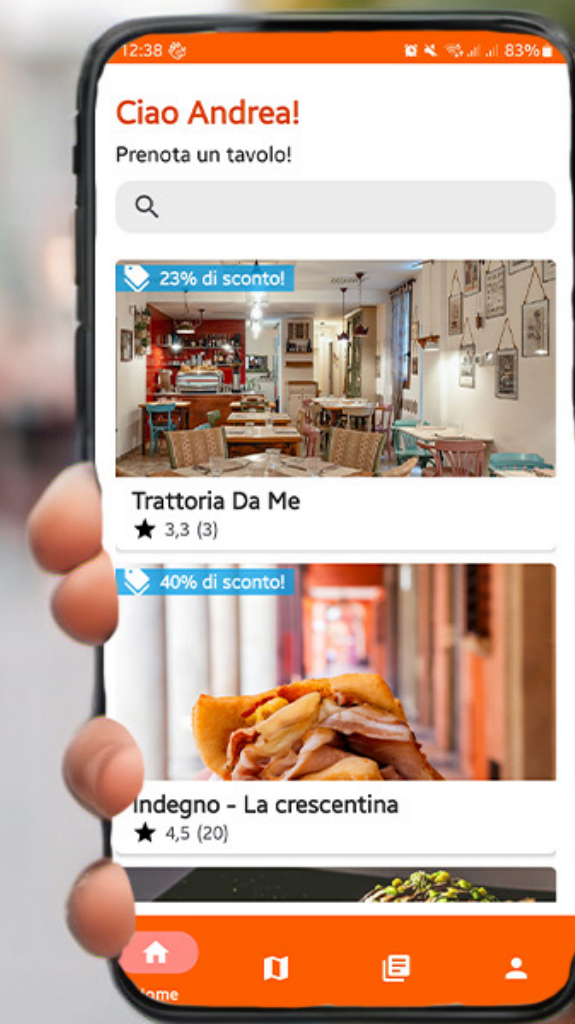 12:38
83%
Ciao Andrea!
Prenota un tavolo!
23% di sconto!
Trattoria Da Me
3,3 (3)
40% di sconto!
Indegno - La crescentina
4,5 (20)
Home